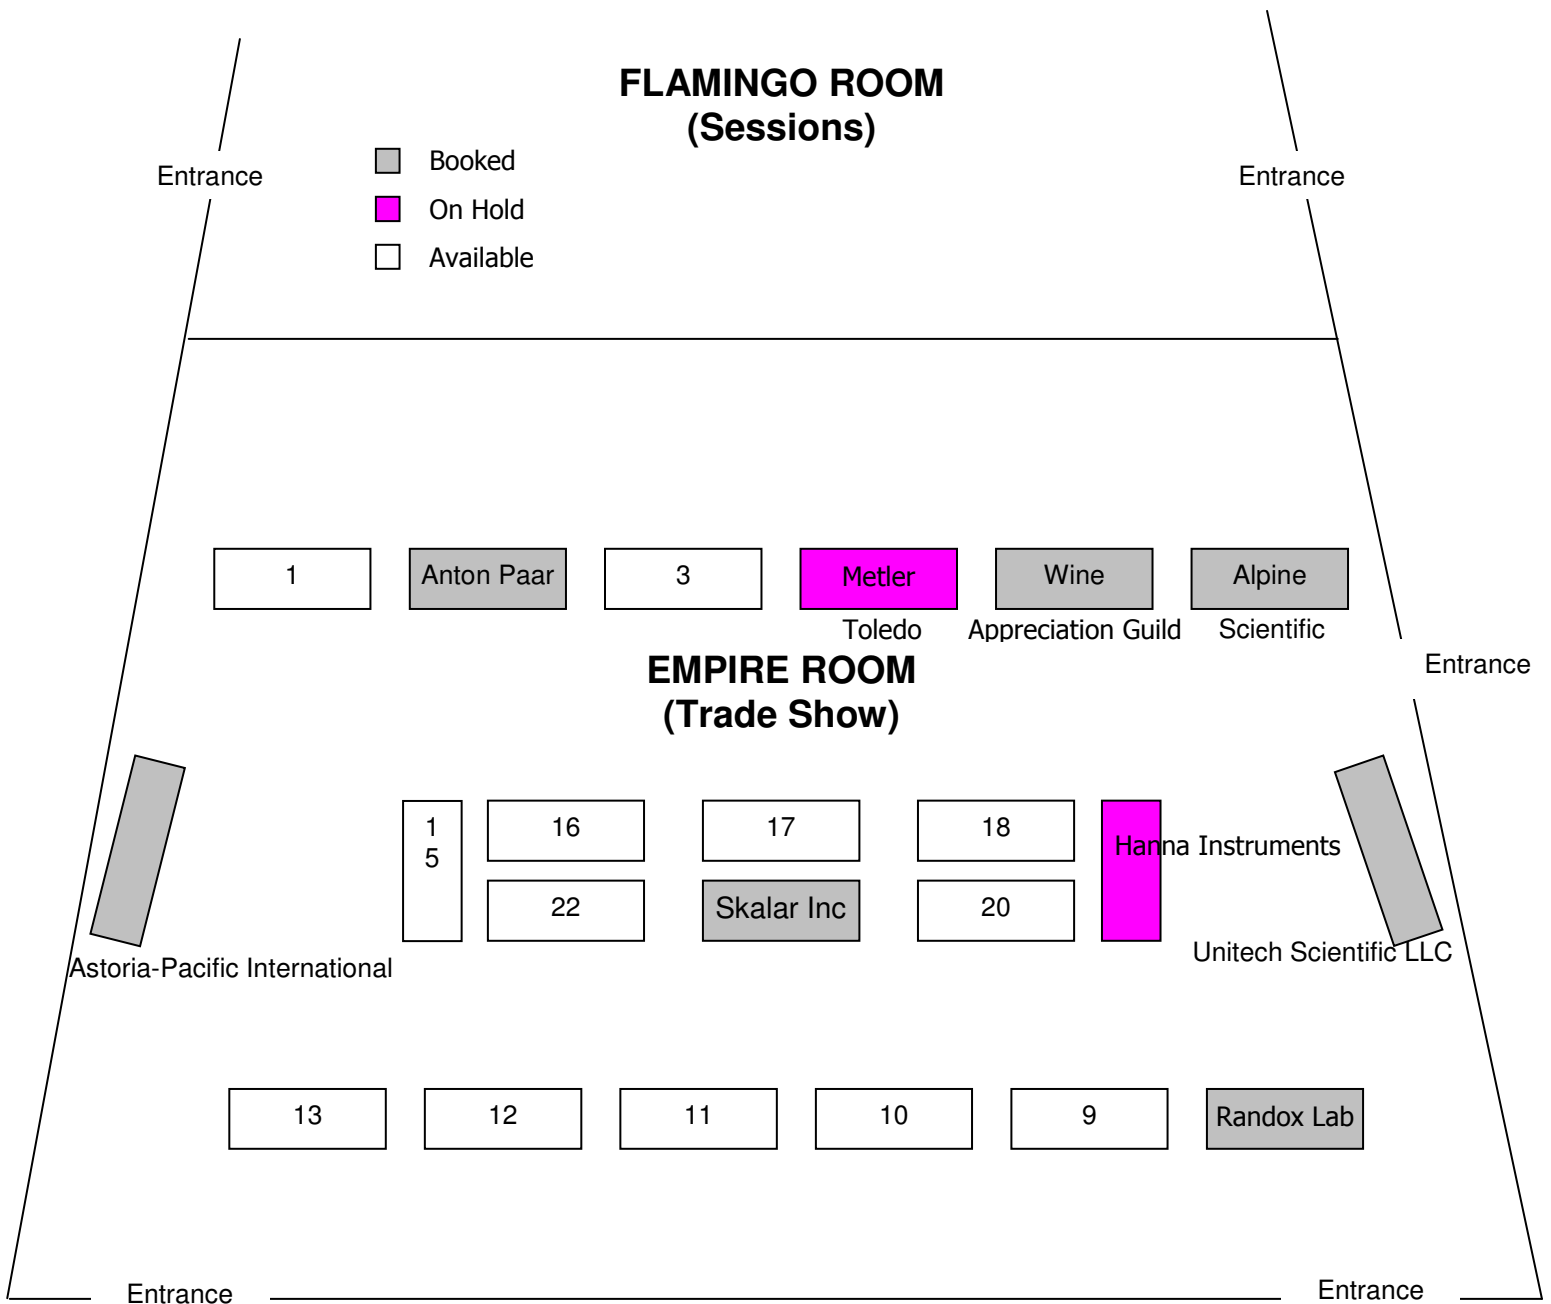 FLAMINGO ROOM
(Sessions)
Booked
Entrance
Entrance
On Hold
Available
1
Anton Paar
3
Metler
Wine
Alpine
Toledo
Appreciation Guild
Scientific
EMPIRE ROOM
Entrance
(Trade Show)
1
5
16
17
18
Hanna Instruments
22
Skalar Inc
20
Unitech Scientific LLC
Astoria-Pacific International
13
12
11
10
9
Randox Lab
Entrance
Entrance